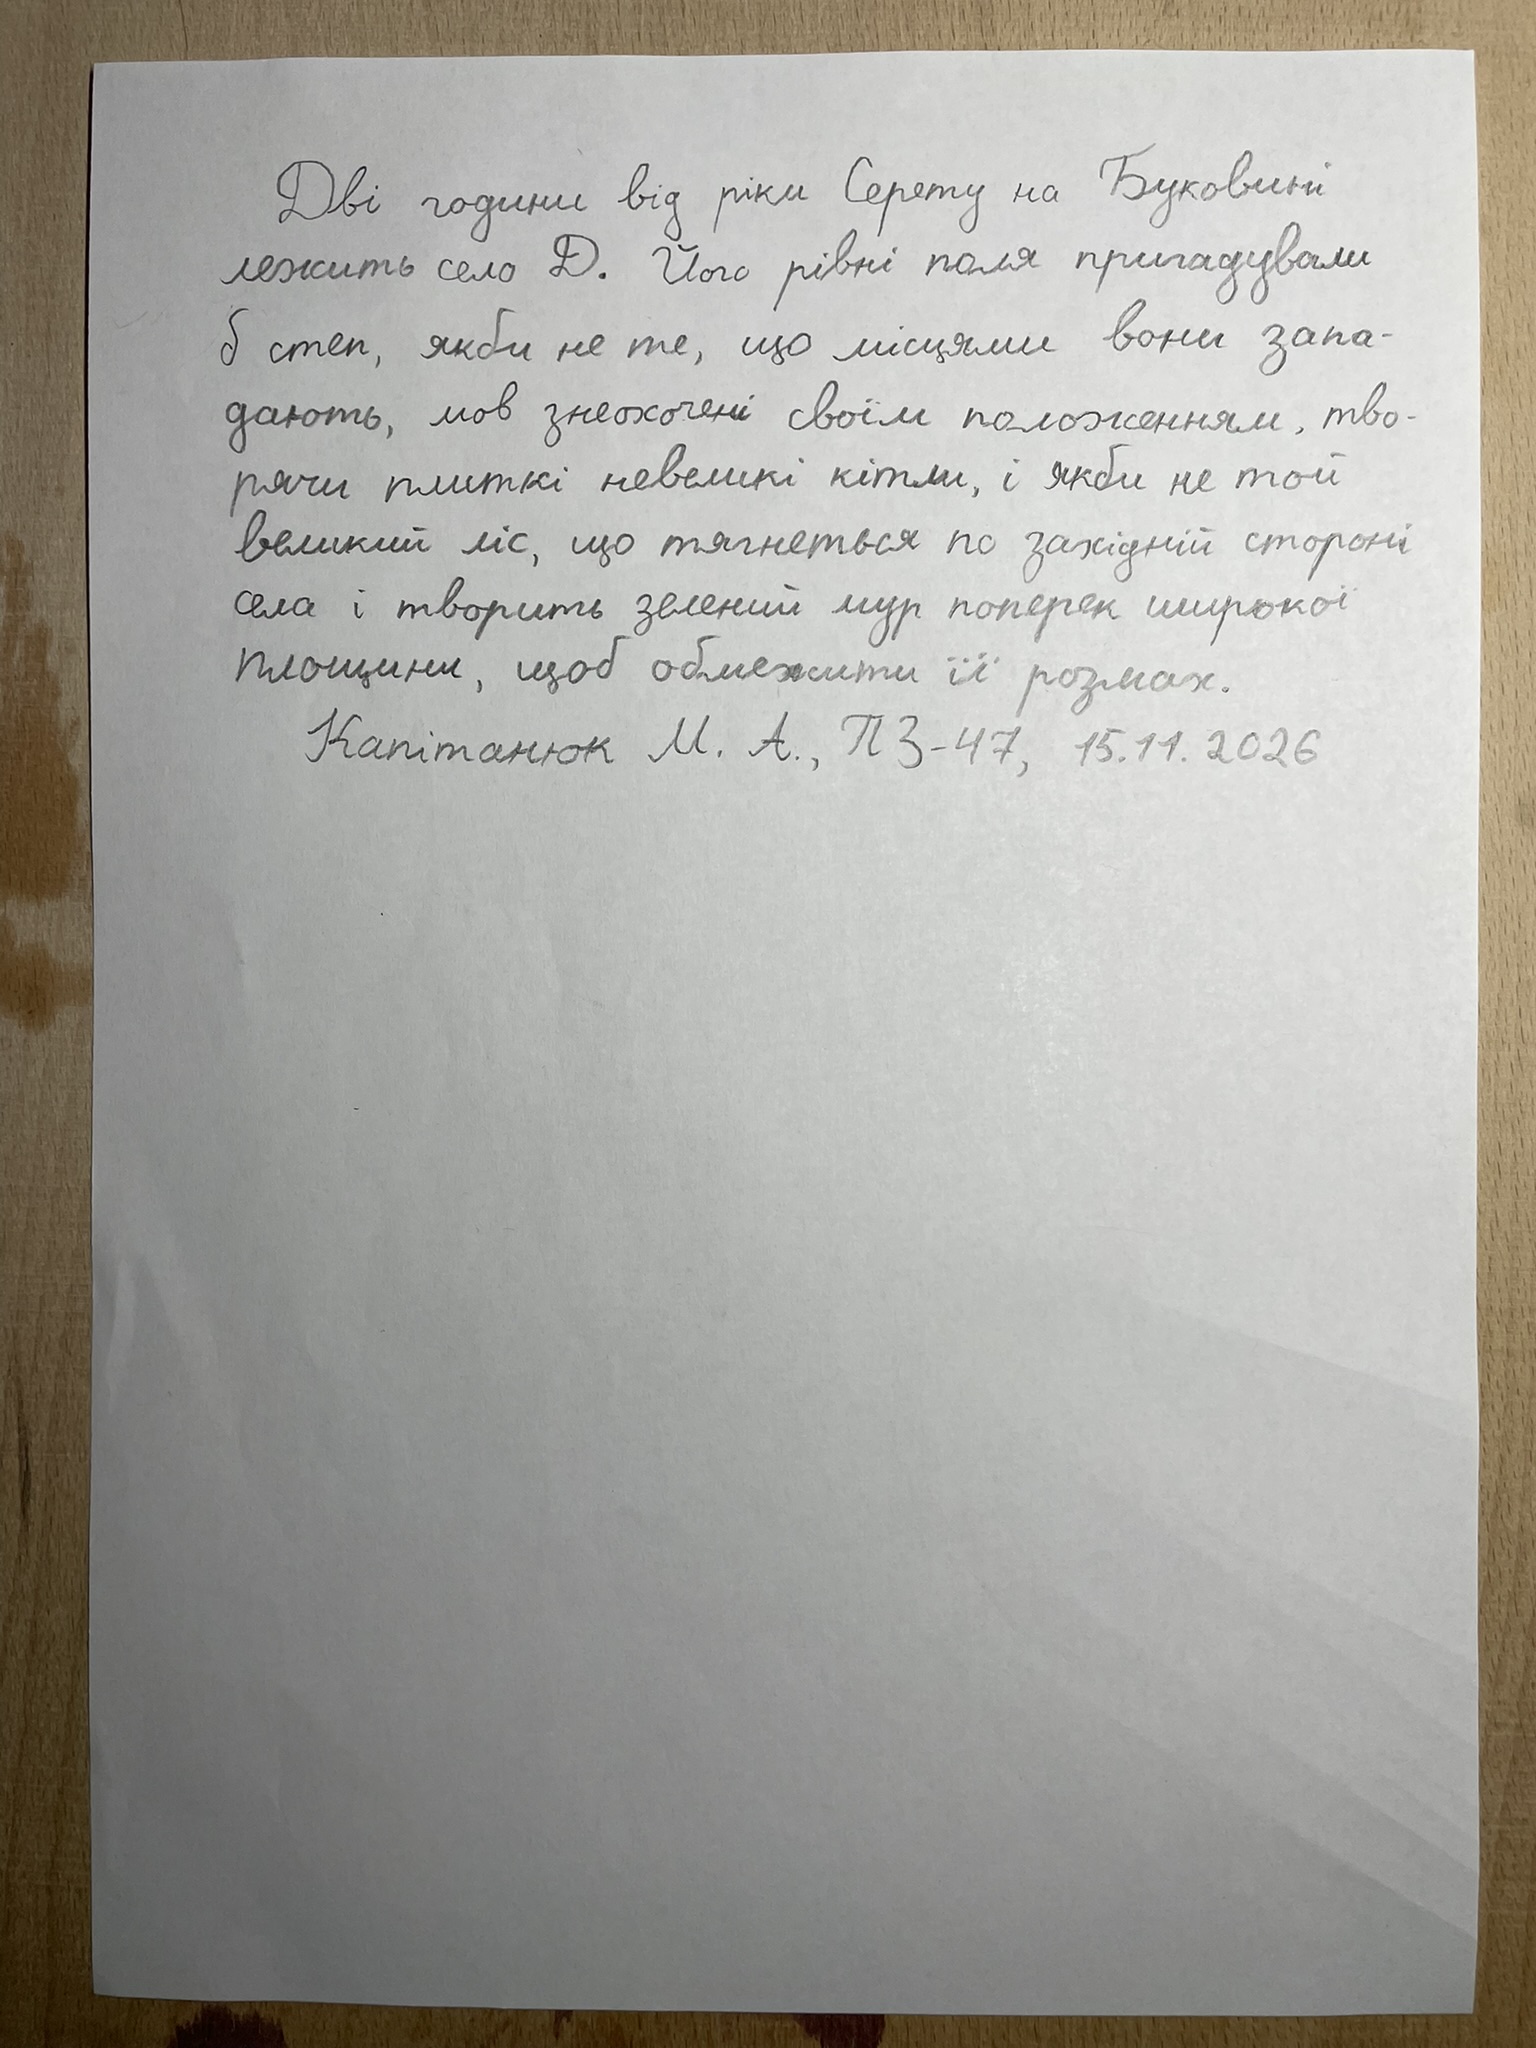 Дві години від ріки Серету на Буковині
лежить село Д. Його рівні поля пригадували
б степ, якби не те, що місцями вони запа-
дають, мов знеохочені своїм положенням, тво-
рячи плиткі невеликі кітли, і якби не той
великий ліс, що тягнеться по західній стороні
села і творить зелений мур поперек широкої
площини, щоб обмежити її розмах.
Капітанюк М. А., ПЗ-47, 15.11.2026